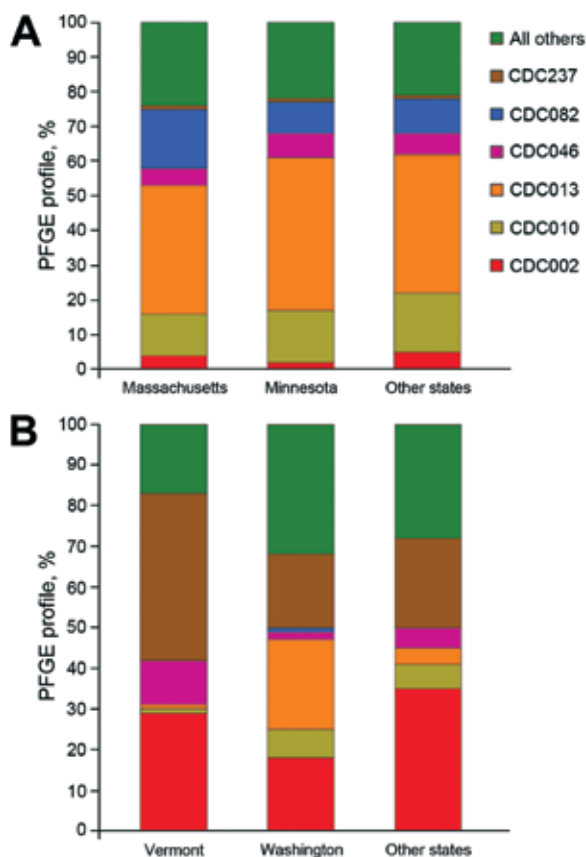 A
PFGE profile, %
100
90
80
70
60
50
40
30
20
10
0
Massachusetts Minnesota Other states
All others
CDC237
CDC082
CDC046
CDC013
CDC010
CDC002
B
PFGE profile, %
100
90
80
70
60
50
40
30
20
10
0
Vermont Washington Other states